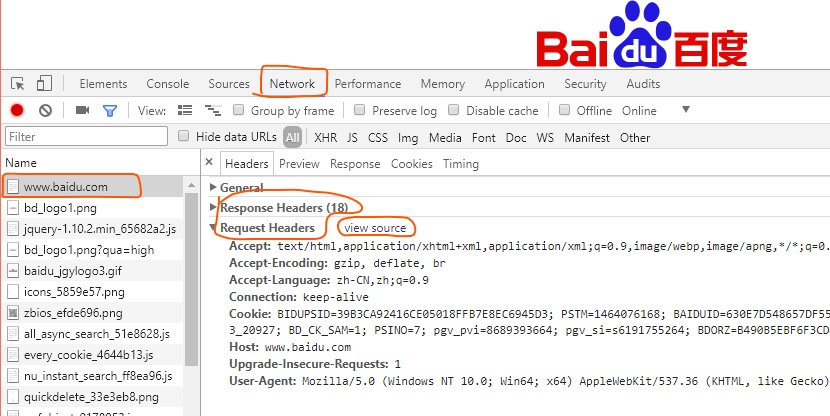 Bai du 百度
Elements Console Sources Network Performance Memory Application Security Audits
View: Group by frame Preserve log Disable cache Offline Online
Filter Hide data URLs All XHR JS CSS Img Media Font Doc WS Manifest Other
Name
Headers Preview Response Cookies Timing
www.baidu.com
bd_logo1.png
jquery-1.10.2.min_65682a2.js
bd_logo1.png?qua=high
baidu_jgylogo3.gif
icons_5859e57.png
zbios_efde696.png
all_async_search_51e8628.js
every_cookie_4644b13.js
nu_instant_search_ff8ea96.js
quickdelete_33e3eb8.png
General
Response Headers (18)
Request Headers view source
Accept: text/html,application/xhtml+xml,application/xml;q=0.9,image/webp,image/apng,*/*;q=0.
Accept-Encoding: gzip, deflate, br
Accept-Language: zh-CN,zh;q=0.9
Connection: keep-alive
Cookie: BIDUPSID=39B3CA92416CE05018FFB7E8EC6945D3; PSTM=1464076168; BAIDUID=630E7D548657DF55
3_20927; BD_CK_SAM=1; PSINO=7; pgv_pvi=8689393664; pgv_si=s6191755264; BDORZ=B490B5EBF6F3CD
Host: www.baidu.com
Upgrade-Insecure-Requests: 1
User-Agent: Mozilla/5.0 (Windows NT 10.0; Win64; x64) AppleWebKit/537.36 (KHTML, like Gecko)